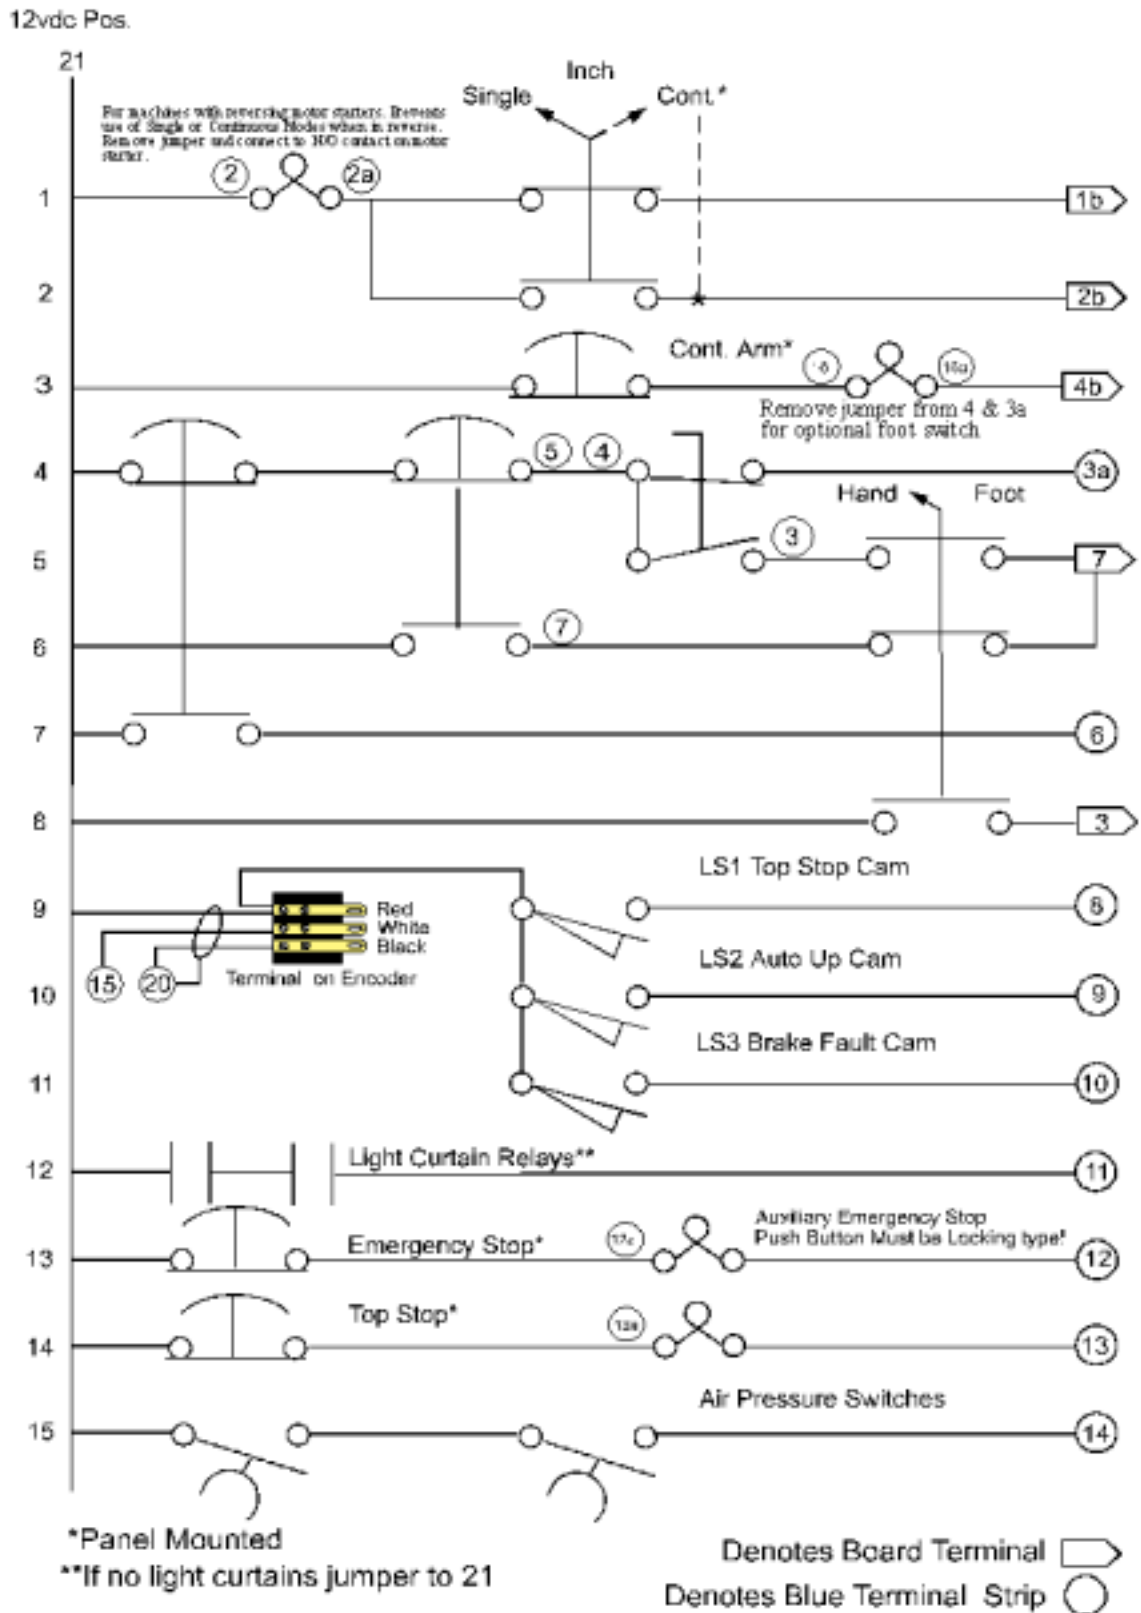 12vdc Pos.
21
Inch
Single
Cont.*
For machines with reversing motor starters. Prevents
use of Single or Continuous Modes when in reverse.
Remove jumper and connect to N/O contact on motor
starter.
2
2a
1
1b
2
2b
Cont. Arm*
16
16a
3
4b
Remove jumper from 4 & 3a
for optional foot switch
5
4
4
3a
Hand
Foot
3
5
7
7
6
7
6
8
3
LS1 Top Stop Cam
9
Red
8
White
Black
LS2 Auto Up Cam
15
20
Terminal on Encoder
10
9
LS3 Brake Fault Cam
11
10
Light Curtain Relays**
12
11
Auxiliary Emergency Stop
Push Button Must be Locking type!
Emergency Stop*
13
12
Top Stop*
14
13
Air Pressure Switches
15
14
*Panel Mounted
Denotes Board Terminal
**If no light curtains jumper to 21
Denotes Blue Terminal Strip